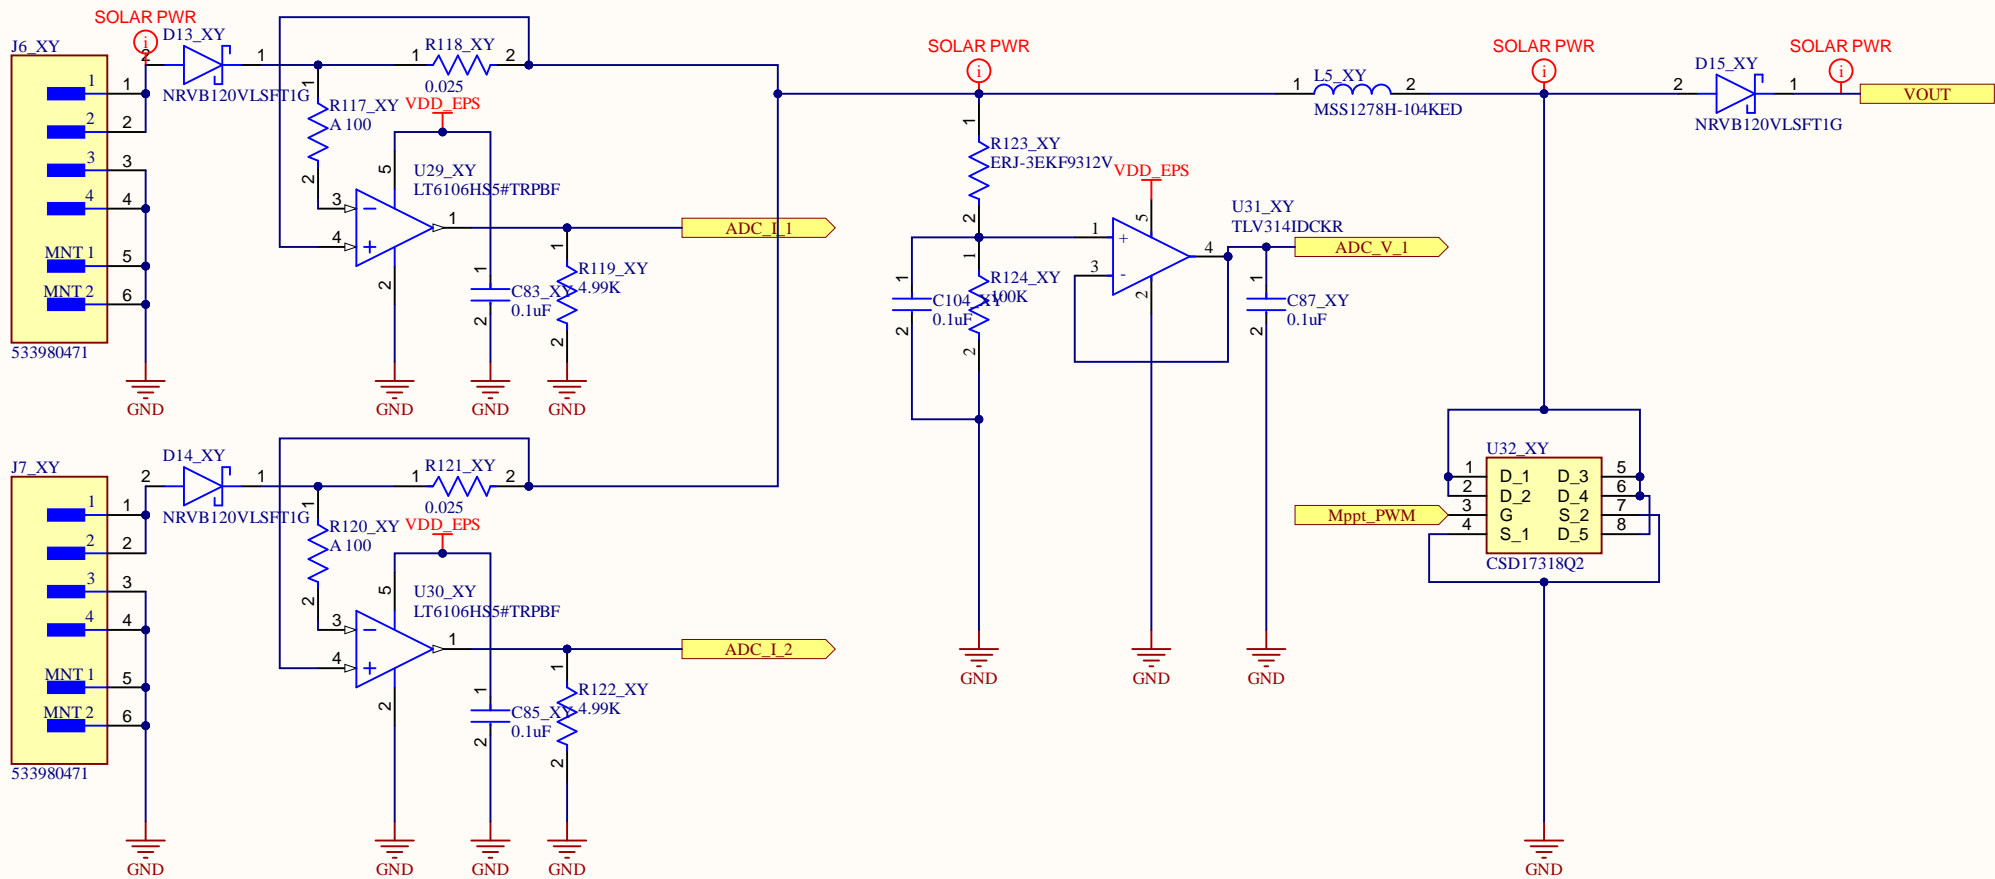 SOLAR PWR
i
J6_XY
1
2
3
4
MNT 1
MNT 2
1
2
3
4
5
6
533980471
GND
2
D13_XY
1
NRVB120VLSFT1G
1
R118_XY
2
0.025
1
R117_XY
A 100
2
VDD_EPS
5
U29_XY
LT6106HS5#TRPBF
3
4
1
2
GND
1
C83_XY
0.1uF
2
GND
1
R119_XY
4.99K
2
GND
ADC_I_1
J7_XY
1
2
3
4
MNT 1
MNT 2
1
2
3
4
5
6
533980471
GND
2
D14_XY
1
NRVB120VLSFT1G
1
R121_XY
2
0.025
1
R120_XY
A 100
2
VDD_EPS
5
U30_XY
LT6106HS5#TRPBF
3
4
1
2
GND
1
C85_XY
0.1uF
2
GND
1
R122_XY
4.99K
2
GND
ADC_I_2
SOLAR PWR
i
1
R123_XY
ERJ-3EKF9312V
2
1
R124_XY
100K
2
1
C104_XY
0.1uF
2
GND
VDD_EPS
5
U31_XY
TLV314IDCKR
1
+
3
-
4
2
GND
ADC_V_1
1
C87_XY
0.1uF
2
GND
1
L5_XY
2
MSS1278H-104KED
SOLAR PWR
i
2
D15_XY
1
NRVB120VLSFT1G
SOLAR PWR
i
VOUT
U32_XY
1
D_1
D_3
5
2
D_2
D_4
6
3
G
S_2
7
4
S_1
D_5
8
CSD17318Q2
Mppt_PWM
GND